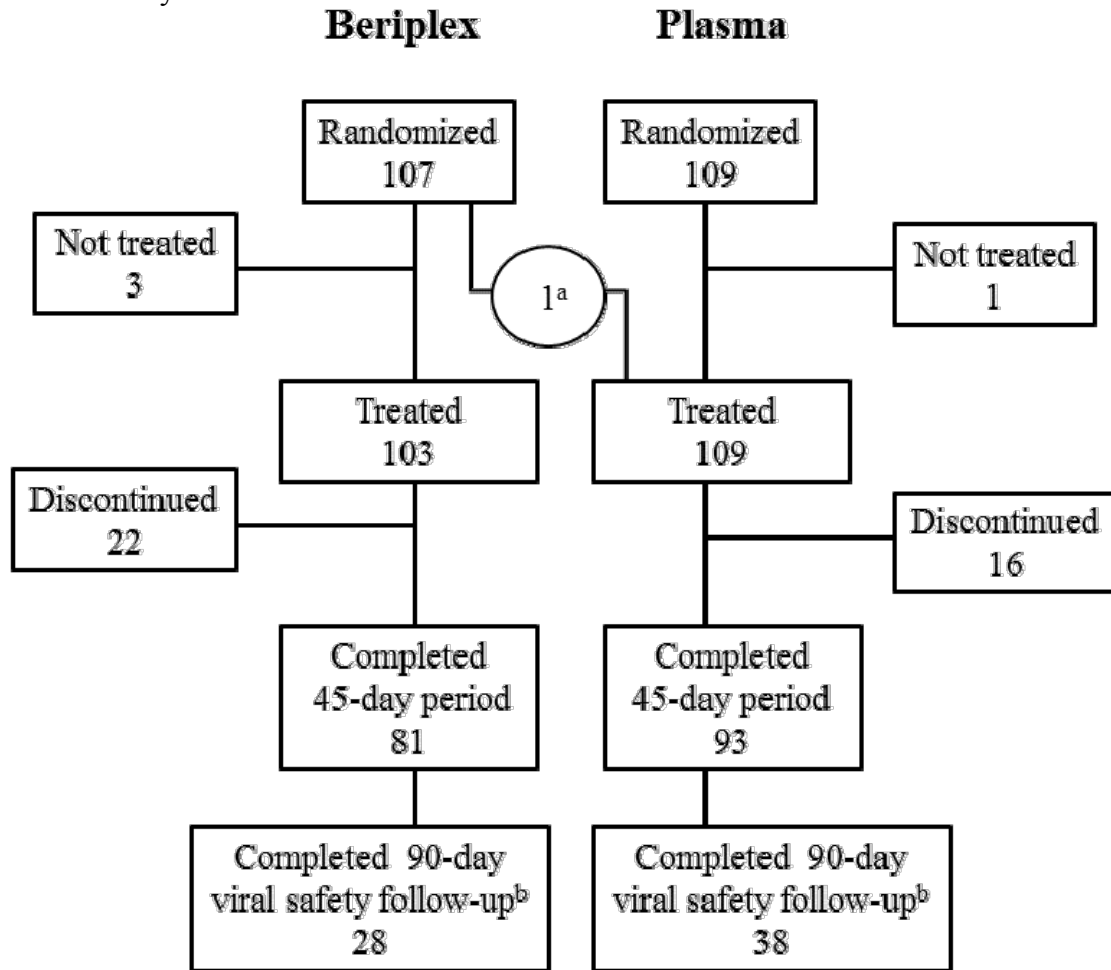 Beriplex Plasma
Randomized
107
Randomized
109
Not treated
3
1ᵃ
Not treated
1
Treated
103
Treated
109
Discontinued
22
Discontinued
16
Completed
45-day period
81
Completed
45-day period
93
Completed 90-day
viral safety follow-upᵇ
28
Completed 90-day
viral safety follow-upᵇ
38